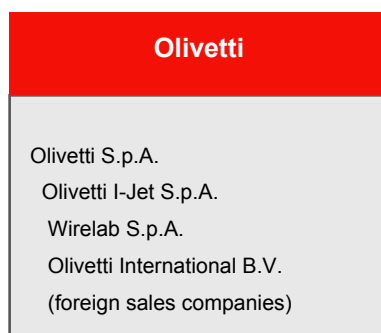 Olivetti
Olivetti S.p.A.
Olivetti I-Jet S.p.A.
Wirelab S.p.A.
Olivetti International B.V.
(foreign sales companies)